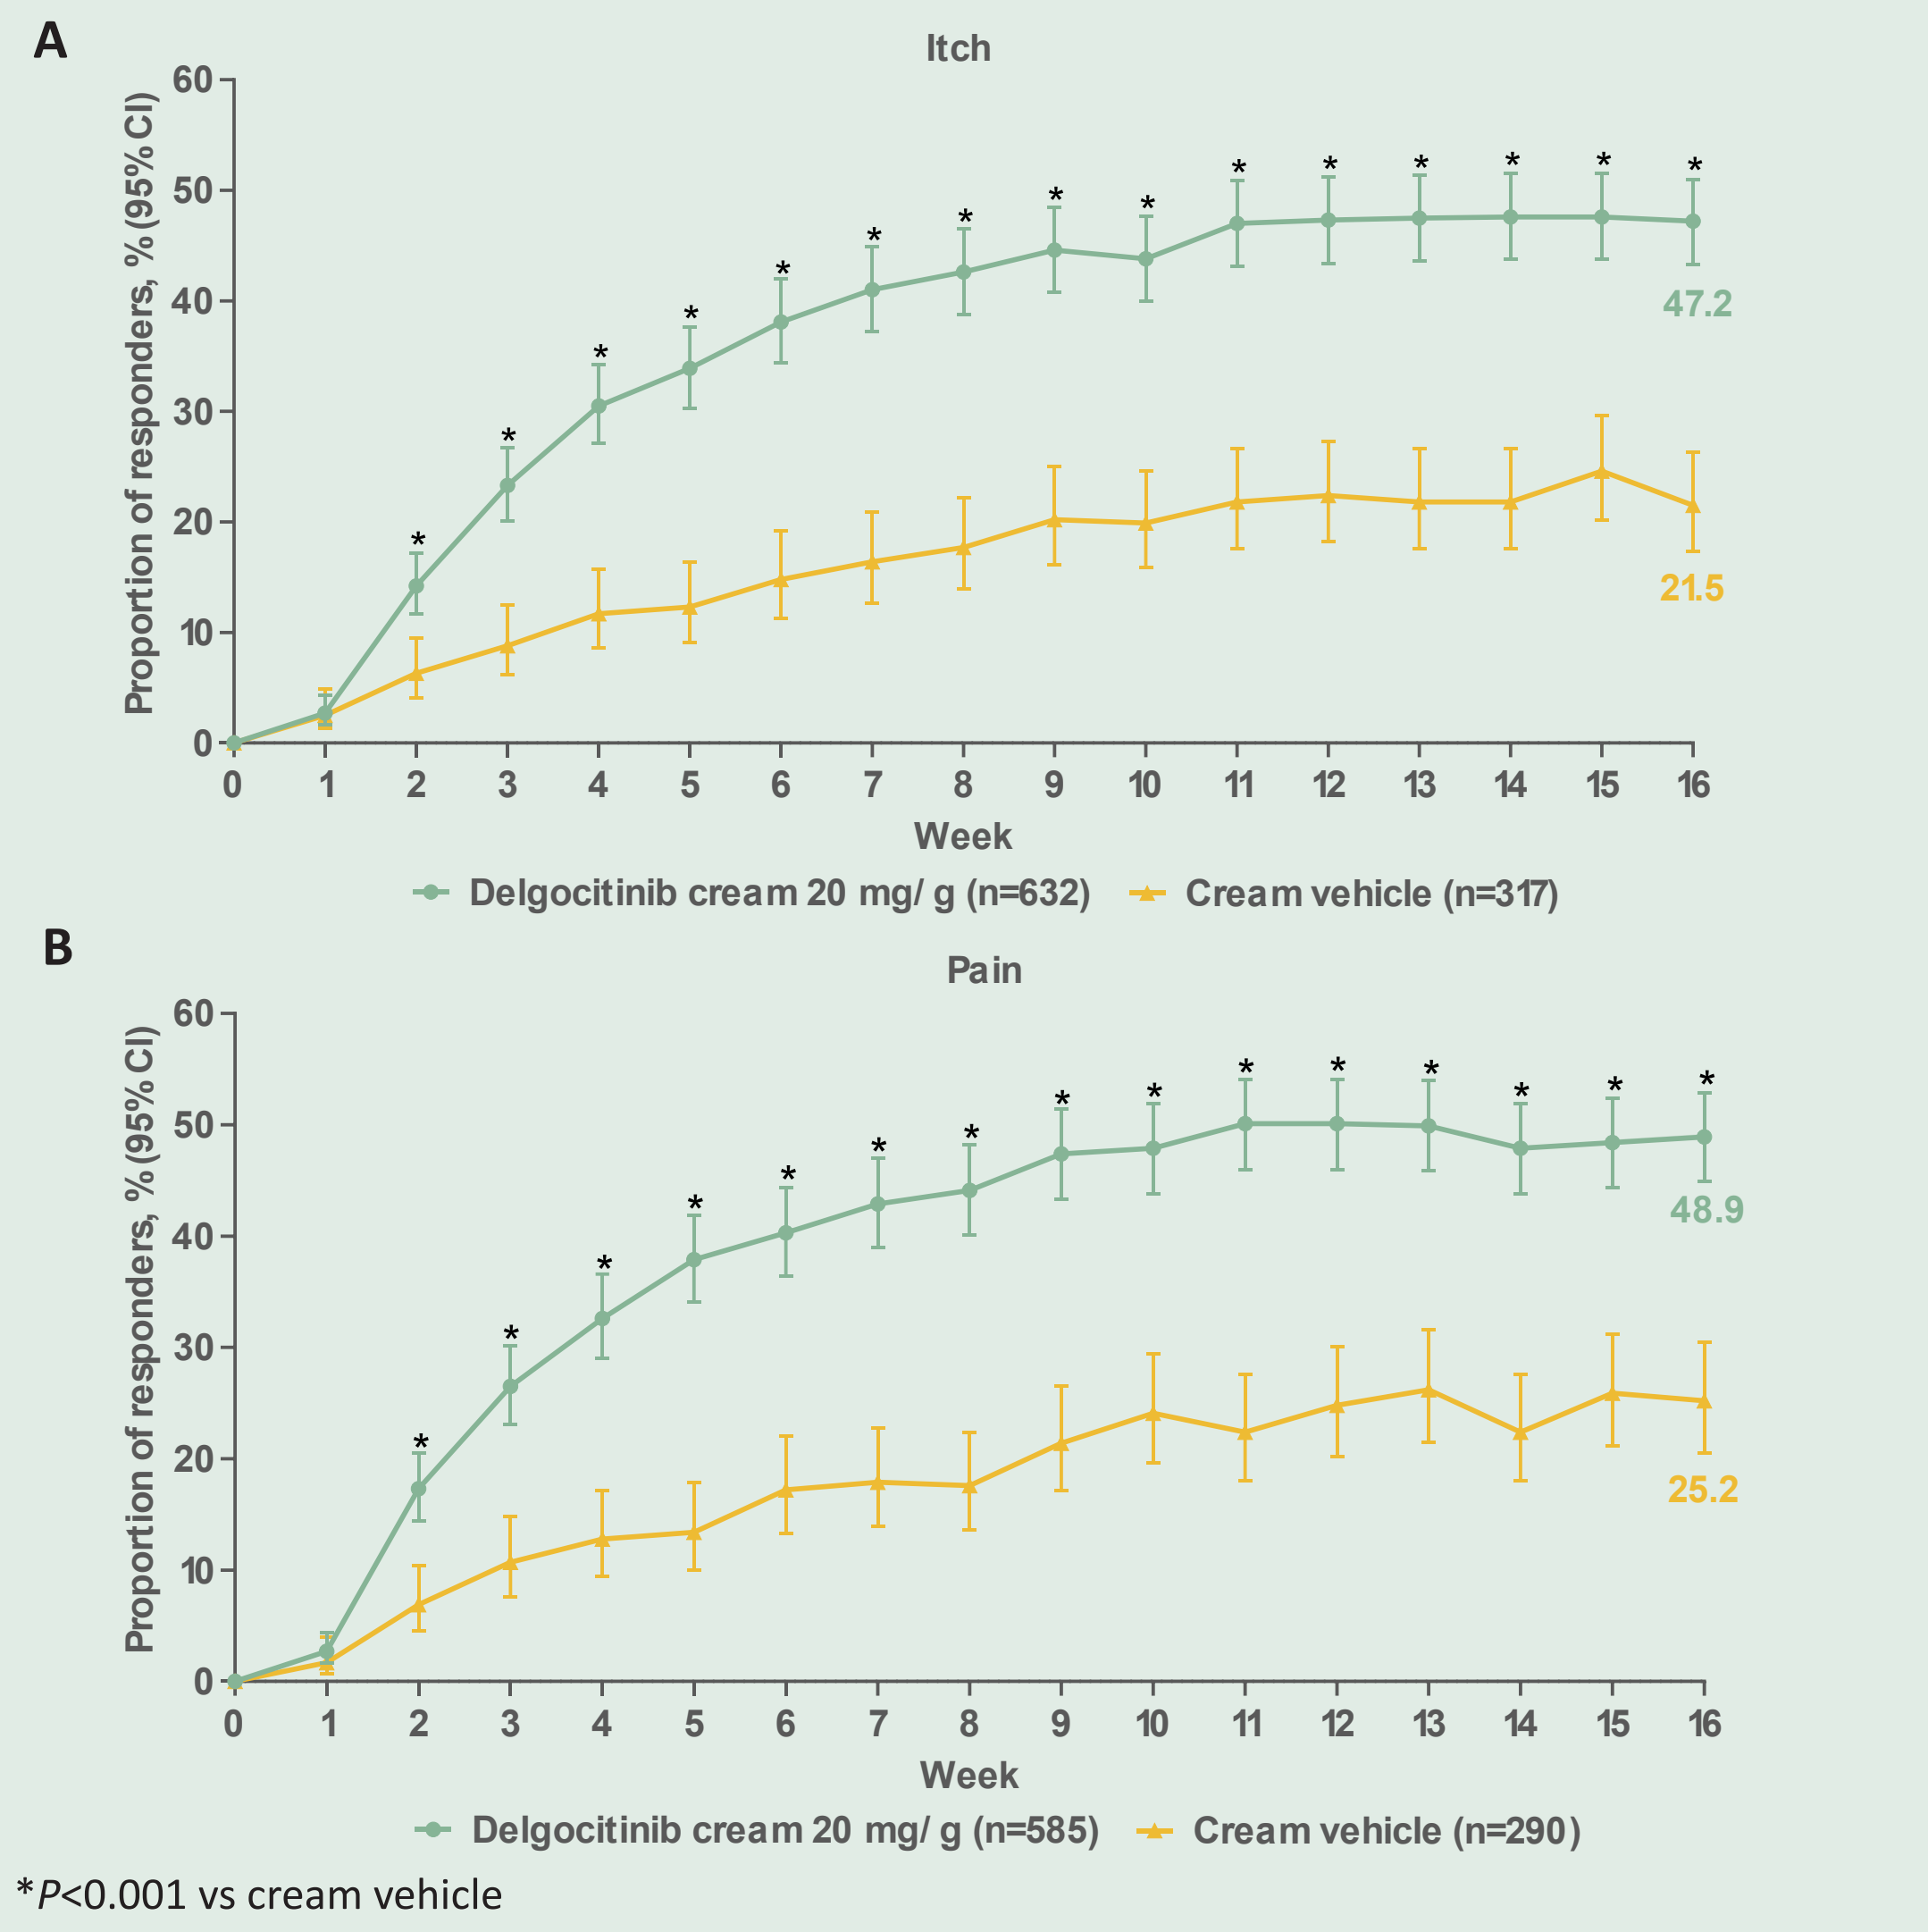 A
Itch
Proportion of responders, % (95% CI)
60
50
40
30
20
10
0
* * * * * * * * * * * * * * *
47.2
21.5
0 1 2 3 4 5 6 7 8 9 10 11 12 13 14 15 16
Week
Delgocitinib cream 20 mg/ g (n=632) Cream vehicle (n=317)
B
Pain
Proportion of responders, % (95% CI)
60
50
40
30
20
10
0
* * * * * * * * * * * * * * *
48.9
25.2
0 1 2 3 4 5 6 7 8 9 10 11 12 13 14 15 16
Week
Delgocitinib cream 20 mg/ g (n=585) Cream vehicle (n=290)
*P<0.001 vs cream vehicle